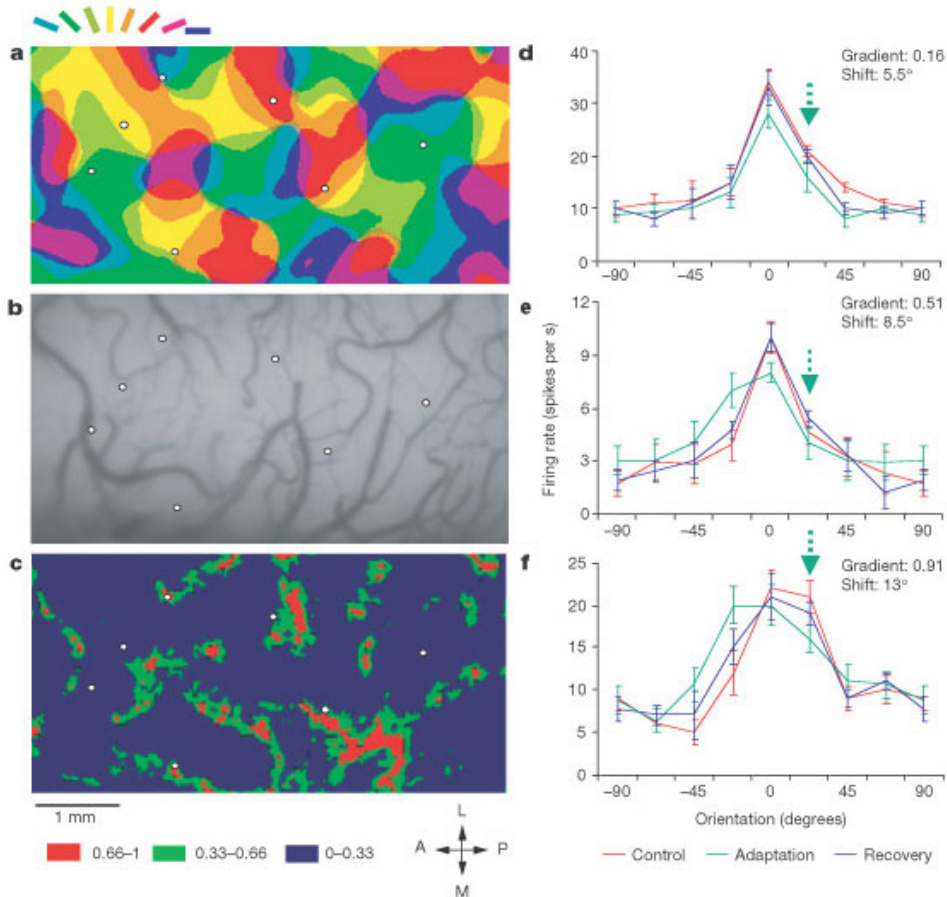 a
b
c
1 mm
0.66–1
0.33–0.66
0–0.33
L
A
P
M
d
Gradient: 0.16
Shift: 5.5°
40
30
20
10
0
–90
–45
0
45
90
e
Gradient: 0.51
Shift: 8.5°
12
9
6
3
0
Firing rate (spikes per s)
–90
–45
0
45
90
f
Gradient: 0.91
Shift: 13°
25
20
15
10
5
0
–90
–45
0
45
90
Orientation (degrees)
Control
Adaptation
Recovery